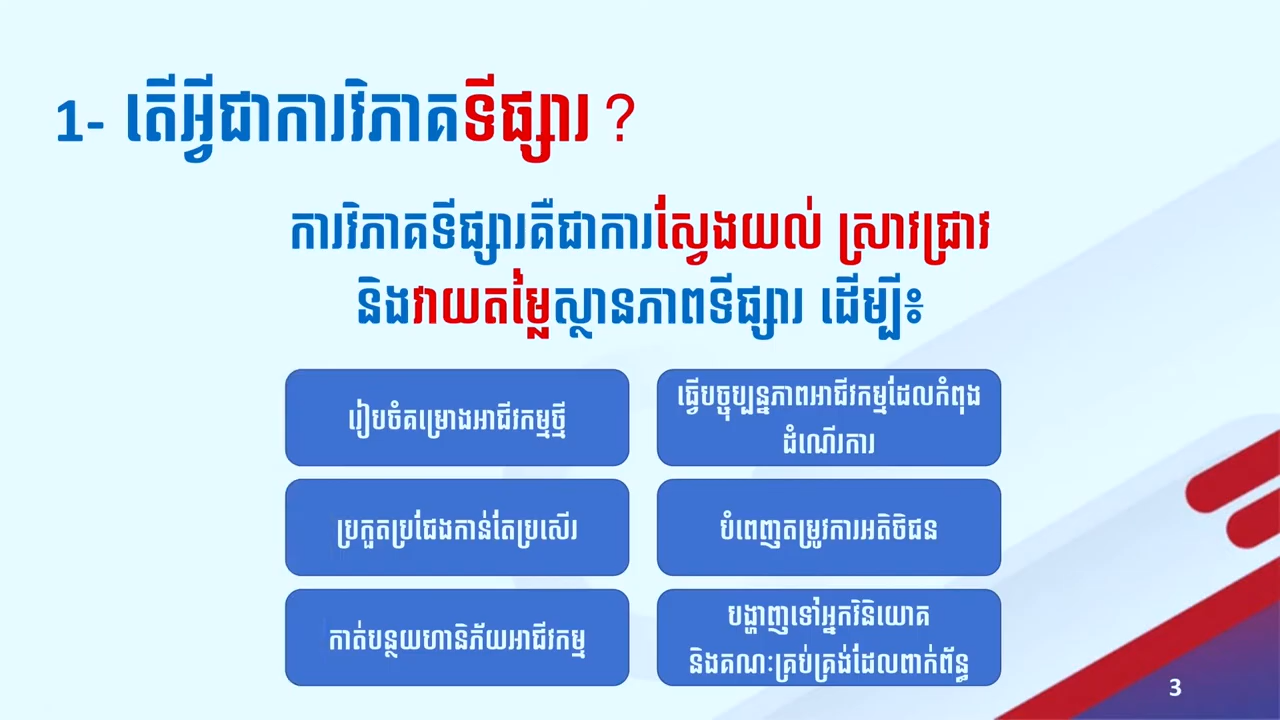 1- តើអ្វីជាការវិភាគទីផ្សារ ?
ការវិភាគទីផ្សារគឺជាការស្វែងយល់ ស្រាវជ្រាវ
និងវាយតម្លៃស្ថានភាពទីផ្សារ ដើម្បី៖
រៀបចំគម្រោងអាជីវកម្មថ្មី
ធ្វើបច្ចុប្បន្នភាពអាជីវកម្មដែលកំពុង
ដំណើរការ
ប្រកួតប្រជែងកាន់តែប្រសើរ
បំពេញតម្រូវការអតិថិជន
កាត់បន្ថយហានិភ័យអាជីវកម្ម
បង្ហាញទៅអ្នកវិនិយោគ
និងគណៈគ្រប់គ្រង់ដែលពាក់ព័ន្ធ
3